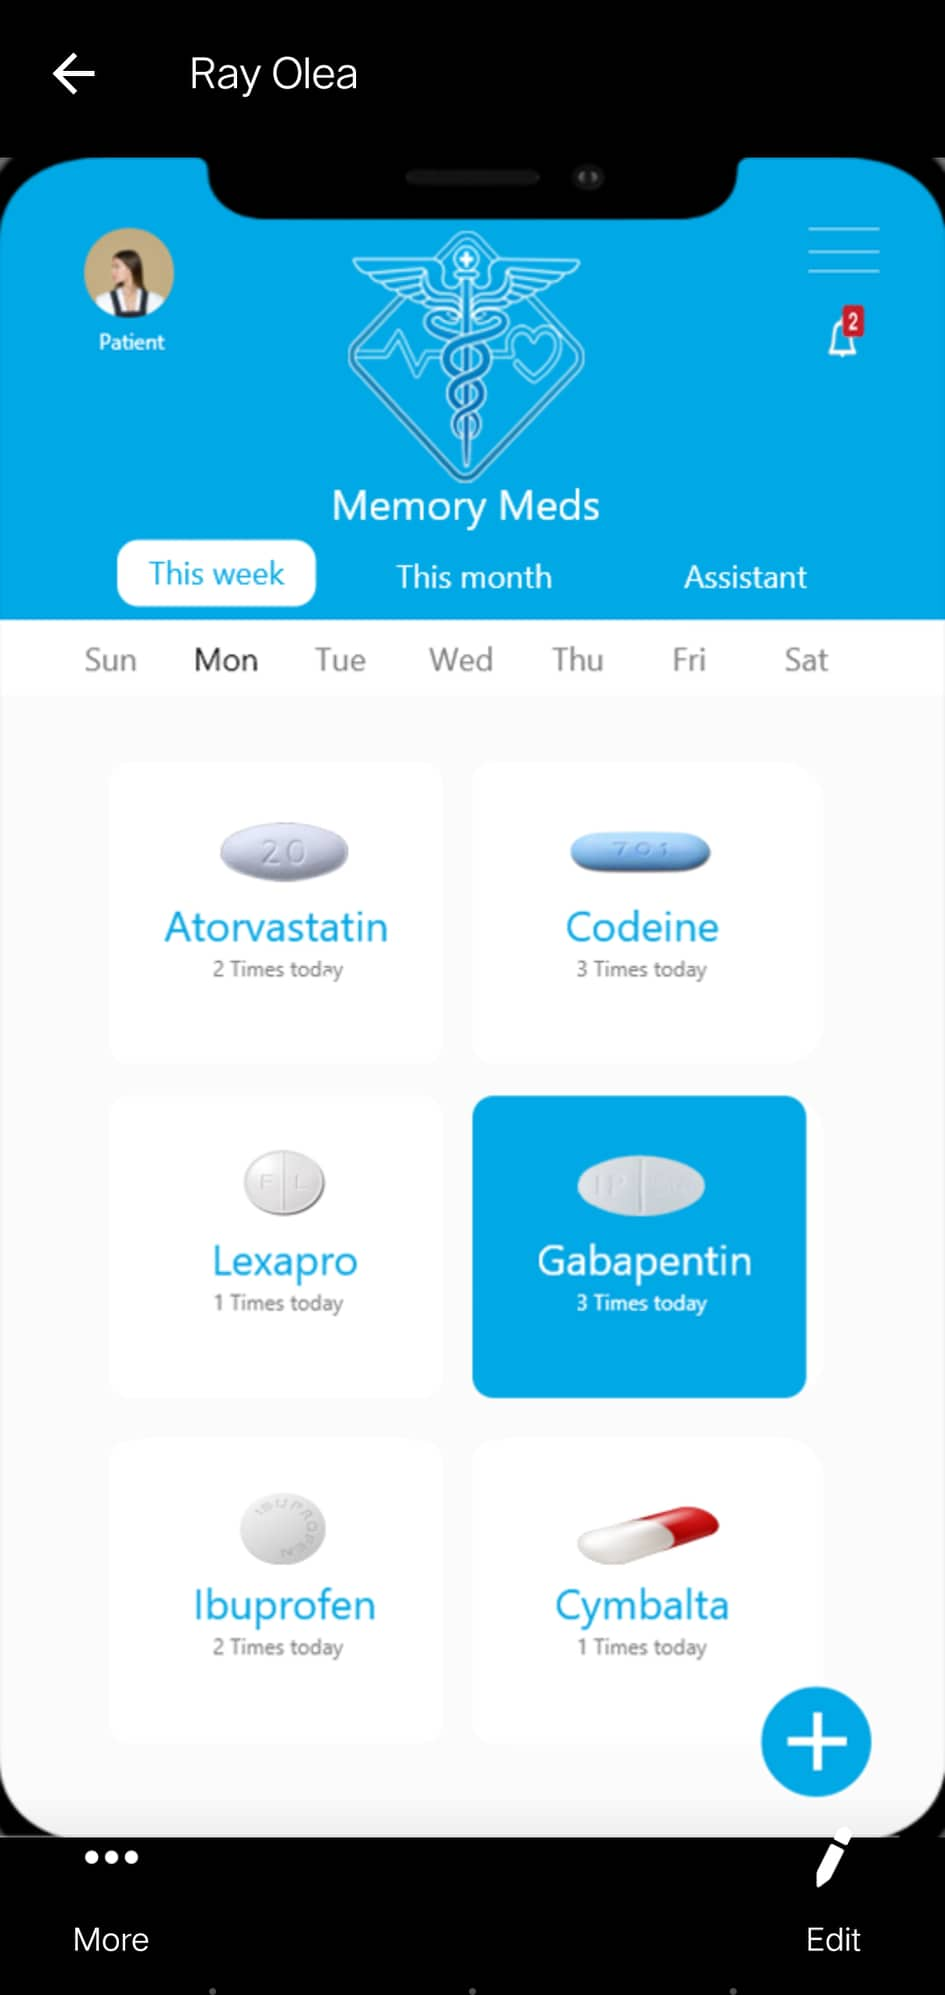 Ray Olea
Patient
2
Memory Meds
This week This month Assistant
Sun Mon Tue Wed Thu Fri Sat
20
701
Atorvastatin Codeine
2 Times today 3 Times today
F L
IP
Lexapro Gabapentin
1 Times today 3 Times today
IBUPROFEN
Ibuprofen Cymbalta
2 Times today 1 Times today
More Edit